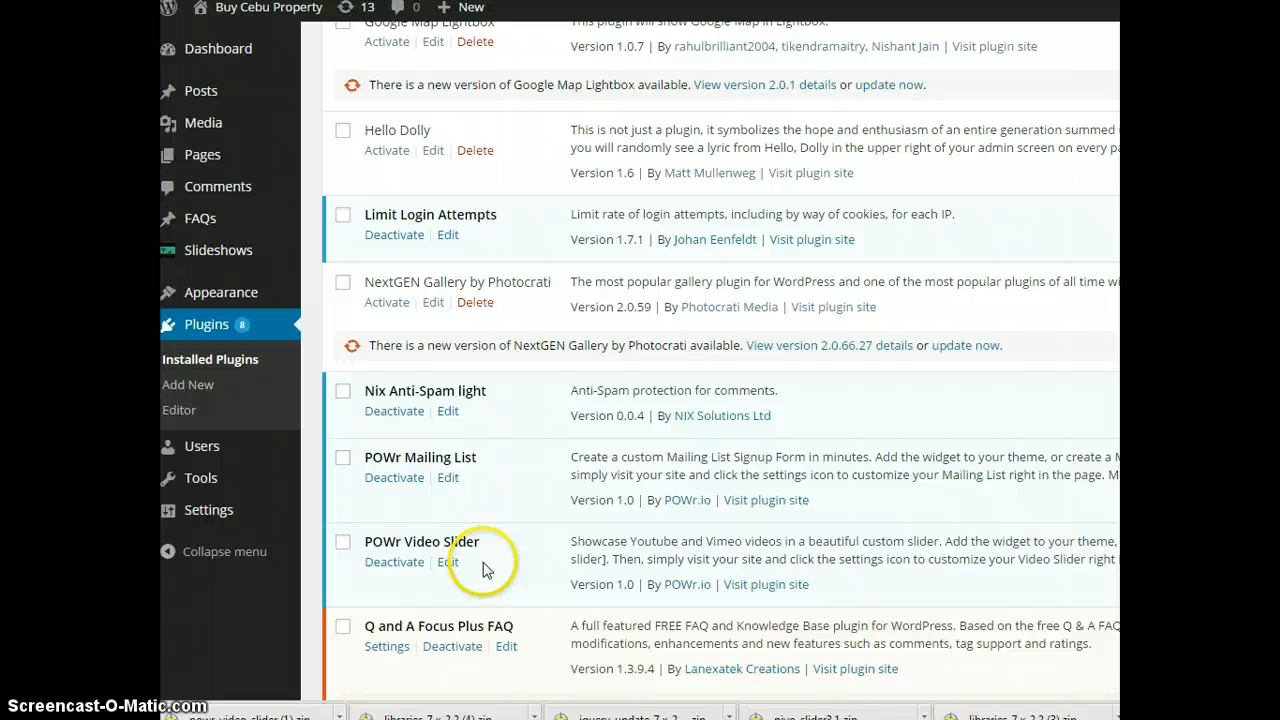 Buy Cebu Property 13 0 New
Dashboard
Posts
Media
Pages
Comments
FAQs
Slideshows
Appearance
Plugins 8
Installed Plugins
Add New
Editor
Users
Tools
Settings
Collapse menu
Google Map Lightbox This plugin will show Google Map in Lightbox.
Activate | Edit | Delete
Version 1.0.7 | By rahulbrilliant2004, tikendramaitry, Nishant Jain | Visit plugin site
There is a new version of Google Map Lightbox available. View version 2.0.1 details or update now.
Hello Dolly This is not just a plugin, it symbolizes the hope and enthusiasm of an entire generation summed
Activate | Edit | Delete you will randomly see a lyric from Hello, Dolly in the upper right of your admin screen on every
Version 1.6 | By Matt Mullenweg | Visit plugin site
Limit Login Attempts Limit rate of login attempts, including by way of cookies, for each IP.
Deactivate | Edit
Version 1.7.1 | By Johan Eenfeldt | Visit plugin site
NextGEN Gallery by Photocrati The most popular gallery plugin for WordPress and one of the most popular plugins of all time
Activate | Edit | Delete
Version 2.0.59 | By Photocrati Media | Visit plugin site
There is a new version of NextGEN Gallery by Photocrati available. View version 2.0.66.27 details or update now.
Nix Anti-Spam light Anti-Spam protection for comments.
Deactivate | Edit
Version 0.0.4 | By NIX Solutions Ltd
POWr Mailing List Create a custom Mailing List Signup Form in minutes. Add the widget to your theme, or create a
Deactivate | Edit simply visit your site and click the settings icon to customize your Mailing List right in the page.
Version 1.0 | By POWr.io | Visit plugin site
POWr Video Slider Showcase Youtube and Vimeo videos in a beautiful custom slider. Add the widget to your theme,
Deactivate | Edit slider]. Then, simply visit your site and click the settings icon to customize your Video Slider right
Version 1.0 | By POWr.io | Visit plugin site
Q and A Focus Plus FAQ A full featured FREE FAQ and Knowledge Base plugin for WordPress. Based on the free Q & A FAQ
Settings | Deactivate | Edit modifications, enhancements and new features such as comments, tag support and ratings.
Version 1.3.9.4 | By Lanexatek Creations | Visit plugin site
Screencast-O-Matic.com